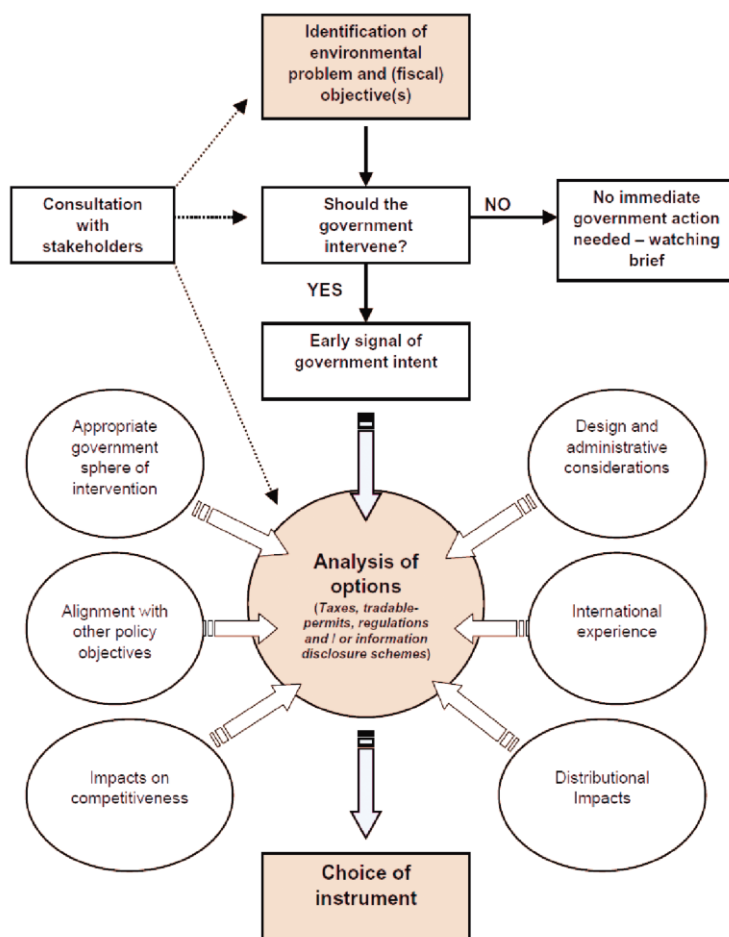 Identification of
environmental
problem and (fiscal)
objective(s)
Consultation
with
stakeholders
Should the
government
intervene?
NO
No immediate
government action
needed – watching
brief
YES
Early signal of
government intent
Appropriate
government
sphere of
intervention
Design and
administrative
considerations
Analysis of
options
(Taxes, tradable-
permits, regulations
and / or information
disclosure schemes)
Alignment with
other policy
objectives
International
experience
Impacts on
competitiveness
Distributional
Impacts
Choice of
instrument